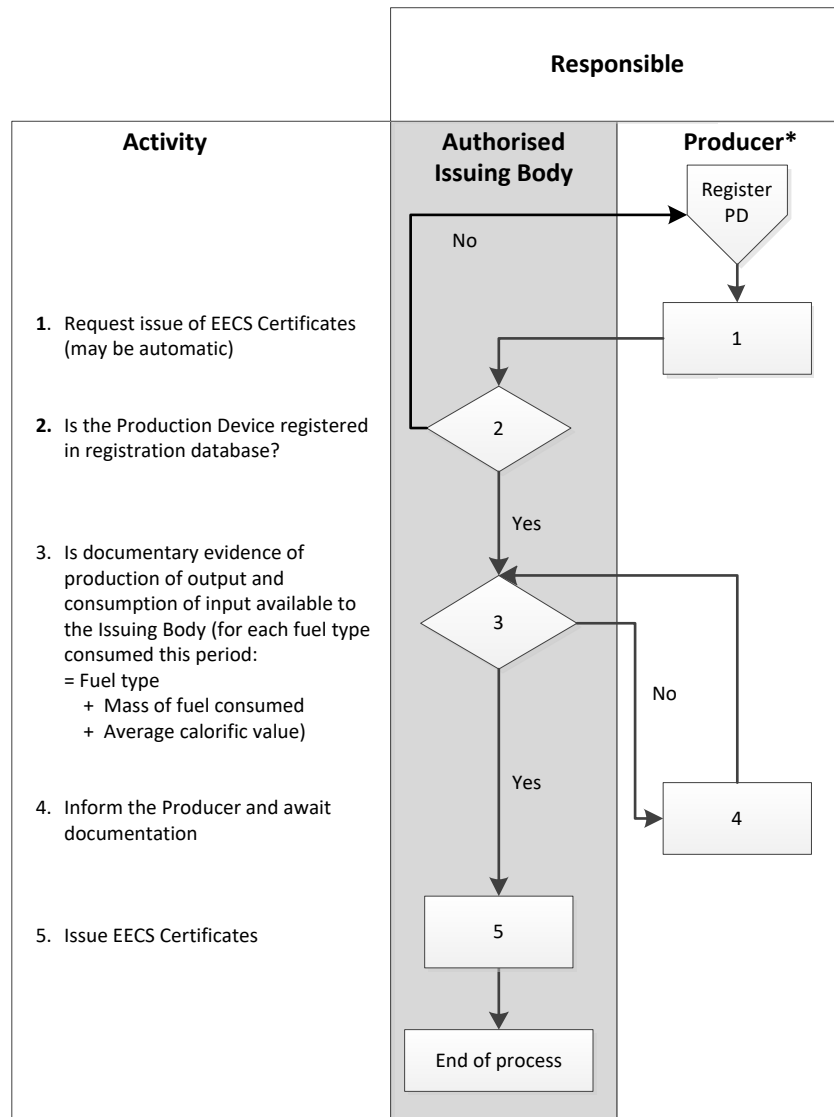 Responsible
Activity
Authorised
Issuing Body
Producer*
Register
PD
No
1. Request issue of EECS Certificates
(may be automatic)
1
2. Is the Production Device registered
in registration database?
2
Yes
3. Is documentary evidence of
production of output and
consumption of input available to
the Issuing Body (for each fuel type
consumed this period:
= Fuel type
+ Mass of fuel consumed
+ Average calorific value)
3
No
Yes
4. Inform the Producer and await
documentation
4
5. Issue EECS Certificates
5
End of process